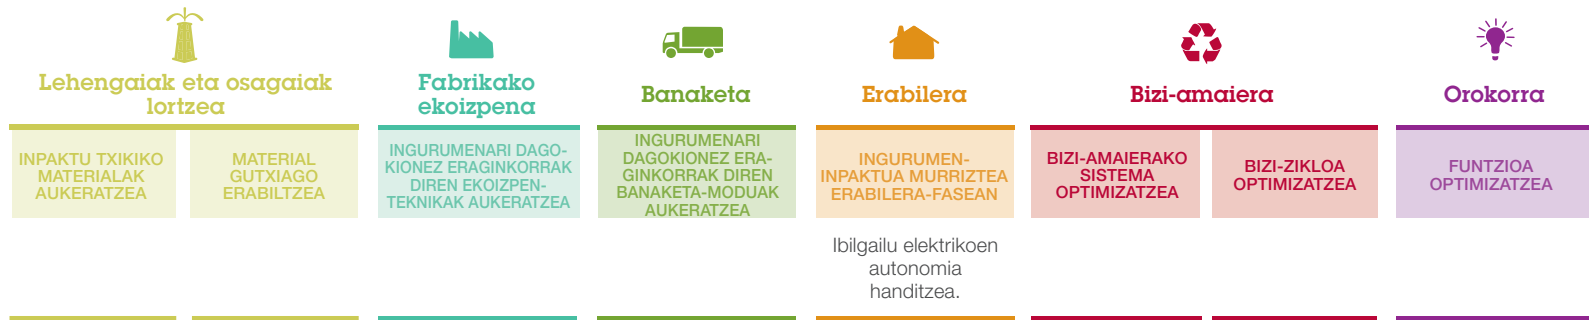 Lehengaiak eta osagaiak
lortzea
Fabrikako
ekoizpena
Banaketa
Erabilera
Bizi-amaiera
Orokorra
INPAKTU TXIKIKO
MATERIALAK
AUKERATZEA
MATERIAL
GUTXIAGO
ERABILTZEA
INGURUMENARI DAGO-
KIONEZ ERAGINKORRAK
DIREN EKOIZPEN-
TEKNIKAK AUKERATZEA
INGURUMENARI
DAGOKIONEZ ERA-
GINKORRAK DIREN
BANAKETA-MODUAK
AUKERATZEA
INGURUMEN-
INPAKTUA MURRIZTEA
ERABILERA-FASEAN
BIZI-AMAIERAKO
SISTEMA
OPTIMIZATZEA
BIZI-ZIKLOA
OPTIMIZATZEA
FUNTZIOA
OPTIMIZATZEA
Ibilgailu elektrikoen
autonomia
handitzea.